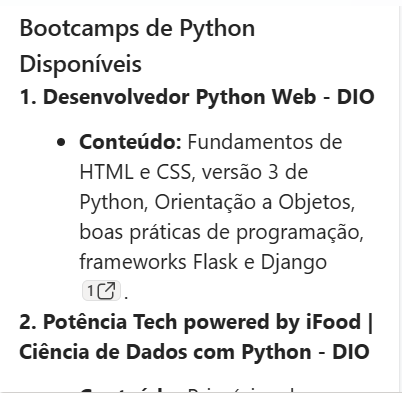 Bootcamps de Python
Disponíveis
1. Desenvolvedor Python Web - DIO
• Conteúdo: Fundamentos de
HTML e CSS, versão 3 de
Python, Orientação a Objetos,
boas práticas de programação,
frameworks Flask e Django
1 .
2. Potência Tech powered by iFood |
Ciência de Dados com Python - DIO